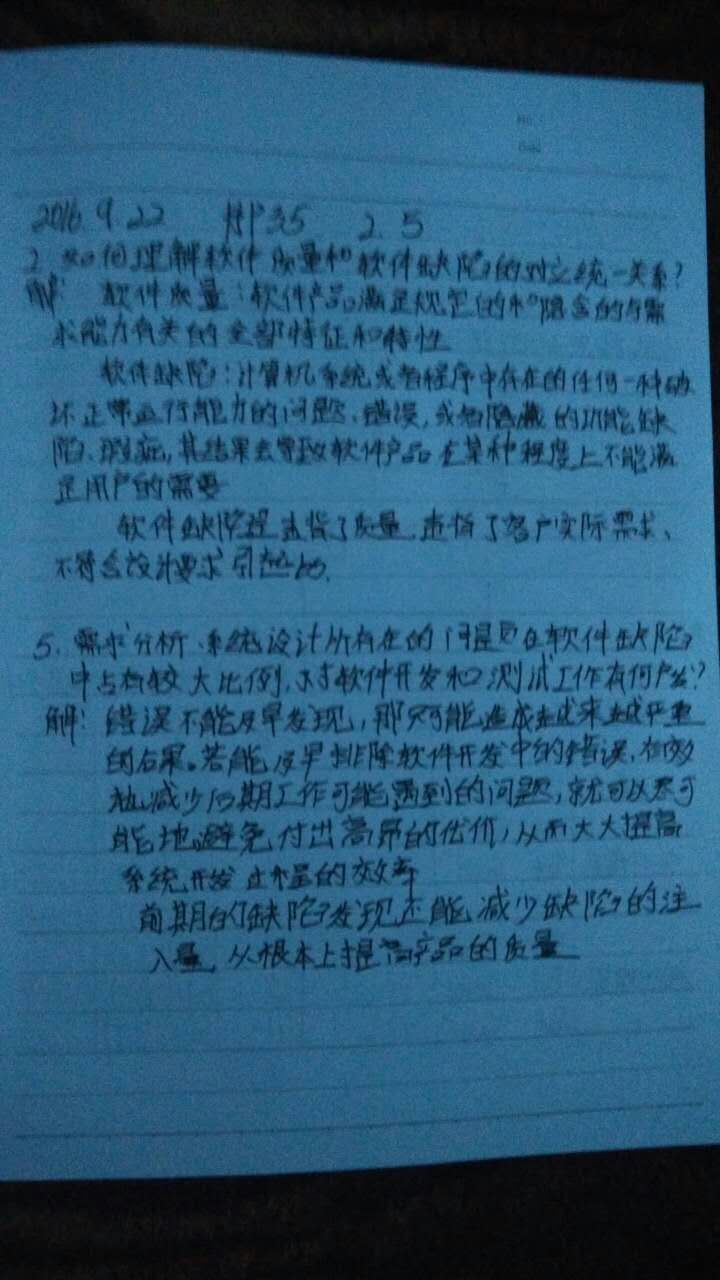 2016.9.22 P35 2.5
2. 如何理解软件质量和软件缺陷的对立统一关系?
解: 软件质量:软件产品满足规定的和隐含的与需
求能力有关的全部特征和特性
软件缺陷:计算机系统或者程序中存在的任何一种破
坏正常运行能力的问题、错误,或者隐藏的功能缺
陷、瑕疵,其结果会导致软件产品在某种程度上不能满
足用户的需要
软件缺陷是违背了质量,违背了客户实际需求、
不符合设计要求引起的.
5. 需求分析、系统设计所存在的问题在软件缺陷
中占有较大比例,对软件开发和测试工作有何启发?
解: 错误不能及早发现,那只可能造成越来越严重
的后果。若能及早排除软件开发中的错误,有效
地减少后期工作可能遇到的问题,就可以尽可
能地避免付出高昂的代价,从而大大提高
系统开发过程的效率
前期的缺陷发现还能减少缺陷的注
入量,从根本上提高产品的质量